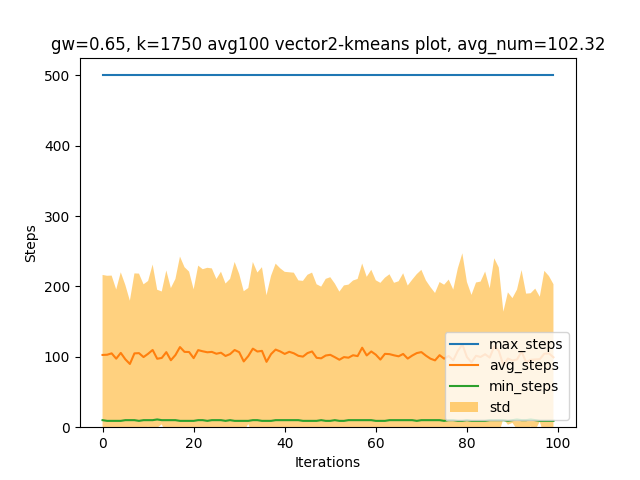 gw=0.65, k=1750 avg100 vector2-kmeans plot, avg_num=102.32
500
400
300
200
100
0
Steps
max_steps
avg_steps
min_steps
std
0
20
40
60
80
100
Iterations